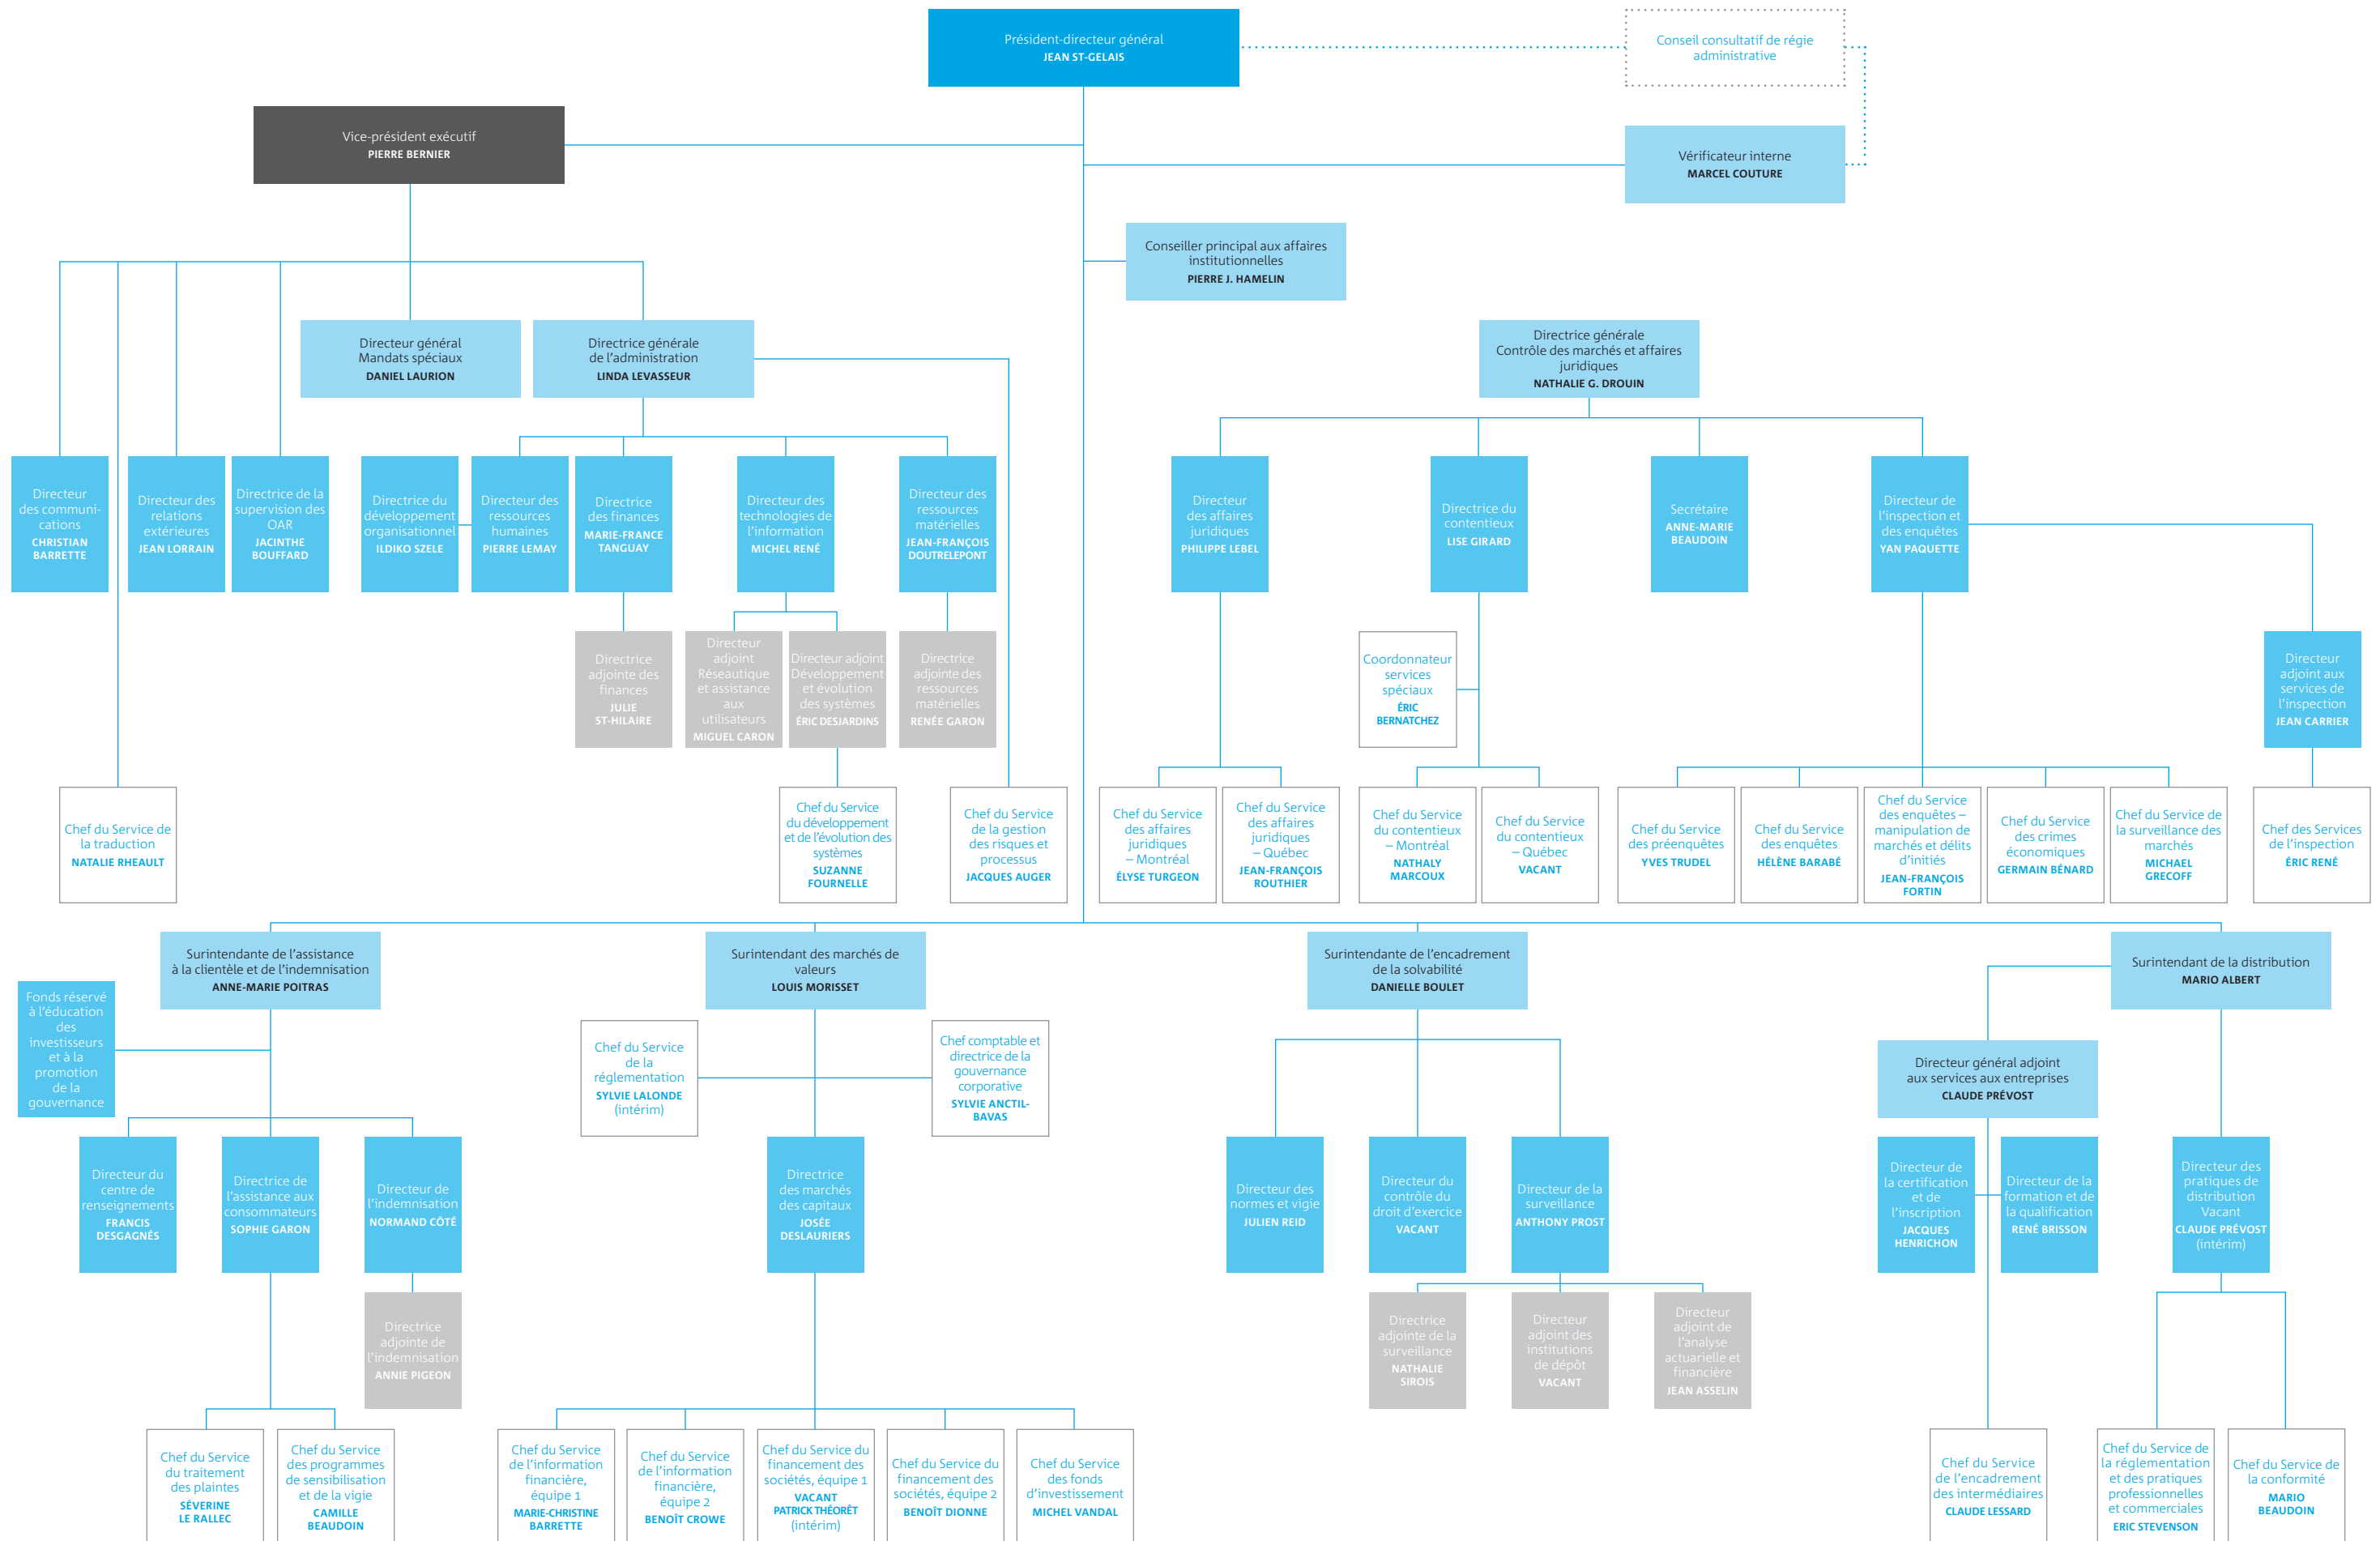 Président-directeur général
JEAN ST-GELAIS
Conseil consultatif de régie
administrative
Vice-président exécutif
PIERRE BERNIER
Vérificateur interne
MARCEL COUTURE
Conseiller principal aux affaires
institutionnelles
PIERRE J. HAMELIN
Directeur général
Mandats spéciaux
DANIEL LAURION
Directrice générale
de l'administration
LINDA LEVASSEUR
Directrice générale
Contrôle des marchés et affaires
juridiques
NATHALIE G. DROUIN
Directeur
des communi-
cations
CHRISTIAN
BARRETTE
Directeur des
relations
extérieures
JEAN LORRAIN
Directrice de la
supervision des
OAR
JACINTHE
BOUFFARD
Directrice du
développement
organisationnel
ILDIKO SZELE
Directeur des
ressources
humaines
PIERRE LEMAY
Directrice
des finances
MARIE-FRANCE
TANGUAY
Directeur des
technologies de
l'information
MICHEL RENÉ
Directeur des
ressources
matérielles
JEAN-FRANÇOIS
DOUTRELEPONT
Directeur
des affaires
juridiques
PHILIPPE LEBEL
Directrice du
contentieux
LISE GIRARD
Secrétaire
ANNE-MARIE
BEAUDOIN
Directeur de
l'inspection et
des enquêtes
YAN PAQUETTE
Directrice
adjointe des
finances
JULIE
ST-HILAIRE
Directeur
adjoint
Réseautique
et assistance
aux
utilisateurs
MIGUEL CARON
Directeur adjoint
Développement
et évolution
des systèmes
ÉRIC DESJARDINS
Directrice
adjointe des
ressources
matérielles
RENÉE GARON
Coordonnateur
services
spéciaux
ÉRIC
BERNATCHEZ
Directeur
adjoint aux
services de
l'inspection
JEAN CARRIER
Chef du Service de
la traduction
NATALIE RHEAULT
Chef du Service
du développement
et de l'évolution des
systèmes
SUZANNE
FOURNELLE
Chef du Service
de la gestion
des risques et
processus
JACQUES AUGER
Chef du Service
des affaires
juridiques
– Montréal
ÉLYSE TURGEON
Chef du Service
des affaires
juridiques
– Québec
JEAN-FRANÇOIS
ROUTHIER
Chef du Service
du contentieux
– Montréal
NATHALY
MARCOUX
Chef du Service
du contentieux
– Québec
VACANT
Chef du Service
des préenquêtes
YVES TRUDEL
Chef du Service
des enquêtes
HÉLÈNE BARABÉ
Chef du Service
des enquêtes –
manipulation de
marchés et délits
d'initiés
JEAN-FRANÇOIS
FORTIN
Chef du Service
des crimes
économiques
GERMAIN BÉNARD
Chef du Service de
la surveillance des
marchés
MICHAEL
GRECOFF
Chef des Services
de l'inspection
ÉRIC RENÉ
Surintendante de l'assistance
à la clientèle et de l'indemnisation
ANNE-MARIE POITRAS
Surintendant des marchés de
valeurs
LOUIS MORISSET
Surintendante de l'encadrement
de la solvabilité
DANIELLE BOULET
Surintendant de la distribution
MARIO ALBERT
Fonds réservé
à l'éducation
des
investisseurs
et à la
promotion
de la
gouvernance
Chef du Service
de la
réglementation
SYLVIE LALONDE
(intérim)
Chef comptable et
directrice de la
gouvernance
corporative
SYLVIE ANCTIL-
BAVAS
Directeur général adjoint
aux services aux entreprises
CLAUDE PRÉVOST
Directeur du
centre de
renseignements
FRANCIS
DESGAGNÉS
Directrice de
l'assistance aux
consommateurs
SOPHIE GARON
Directeur de
l'indemnisation
NORMAND CÔTÉ
Directrice
des marchés
des capitaux
JOSÉE
DESLAURIERS
Directeur des
normes et vigie
JULIEN REID
Directeur du
contrôle du
droit d'exercice
VACANT
Directeur de la
surveillance
ANTHONY PROST
Directeur de
la certification
et de
l'inscription
JACQUES
HENRICHON
Directeur de la
formation et de
la qualification
RENÉ BRISSON
Directeur des
pratiques de
distribution
Vacant
CLAUDE PRÉVOST
(intérim)
Directrice
adjointe de
l'indemnisation
ANNIE PIGEON
Directrice
adjointe de la
surveillance
NATHALIE
SIROIS
Directeur
adjoint des
institutions
de dépôt
VACANT
Directeur
adjoint de
l'analyse
actuarielle et
financière
JEAN ASSELIN
Chef du Service
du traitement
des plaintes
SÉVERINE
LE RALLEC
Chef du Service
des programmes
de sensibilisation
et de la vigie
CAMILLE
BEAUDOIN
Chef du Service
de l'information
financière,
équipe 1
MARIE-CHRISTINE
BARRETTE
Chef du Service
de l'information
financière,
équipe 2
BENOÎT CROWE
Chef du Service du
financement des
sociétés, équipe 1
VACANT
PATRICK THÉORÊT
(intérim)
Chef du Service du
financement des
sociétés, équipe 2
BENOÎT DIONNE
Chef du Service
des fonds
d'investissement
MICHEL VANDAL
Chef du Service
de l'encadrement
des intermédiaires
CLAUDE LESSARD
Chef du Service de
la réglementation
et des pratiques
professionnelles
et commerciales
ERIC STEVENSON
Chef du Service de
la conformité
MARIO
BEAUDOIN